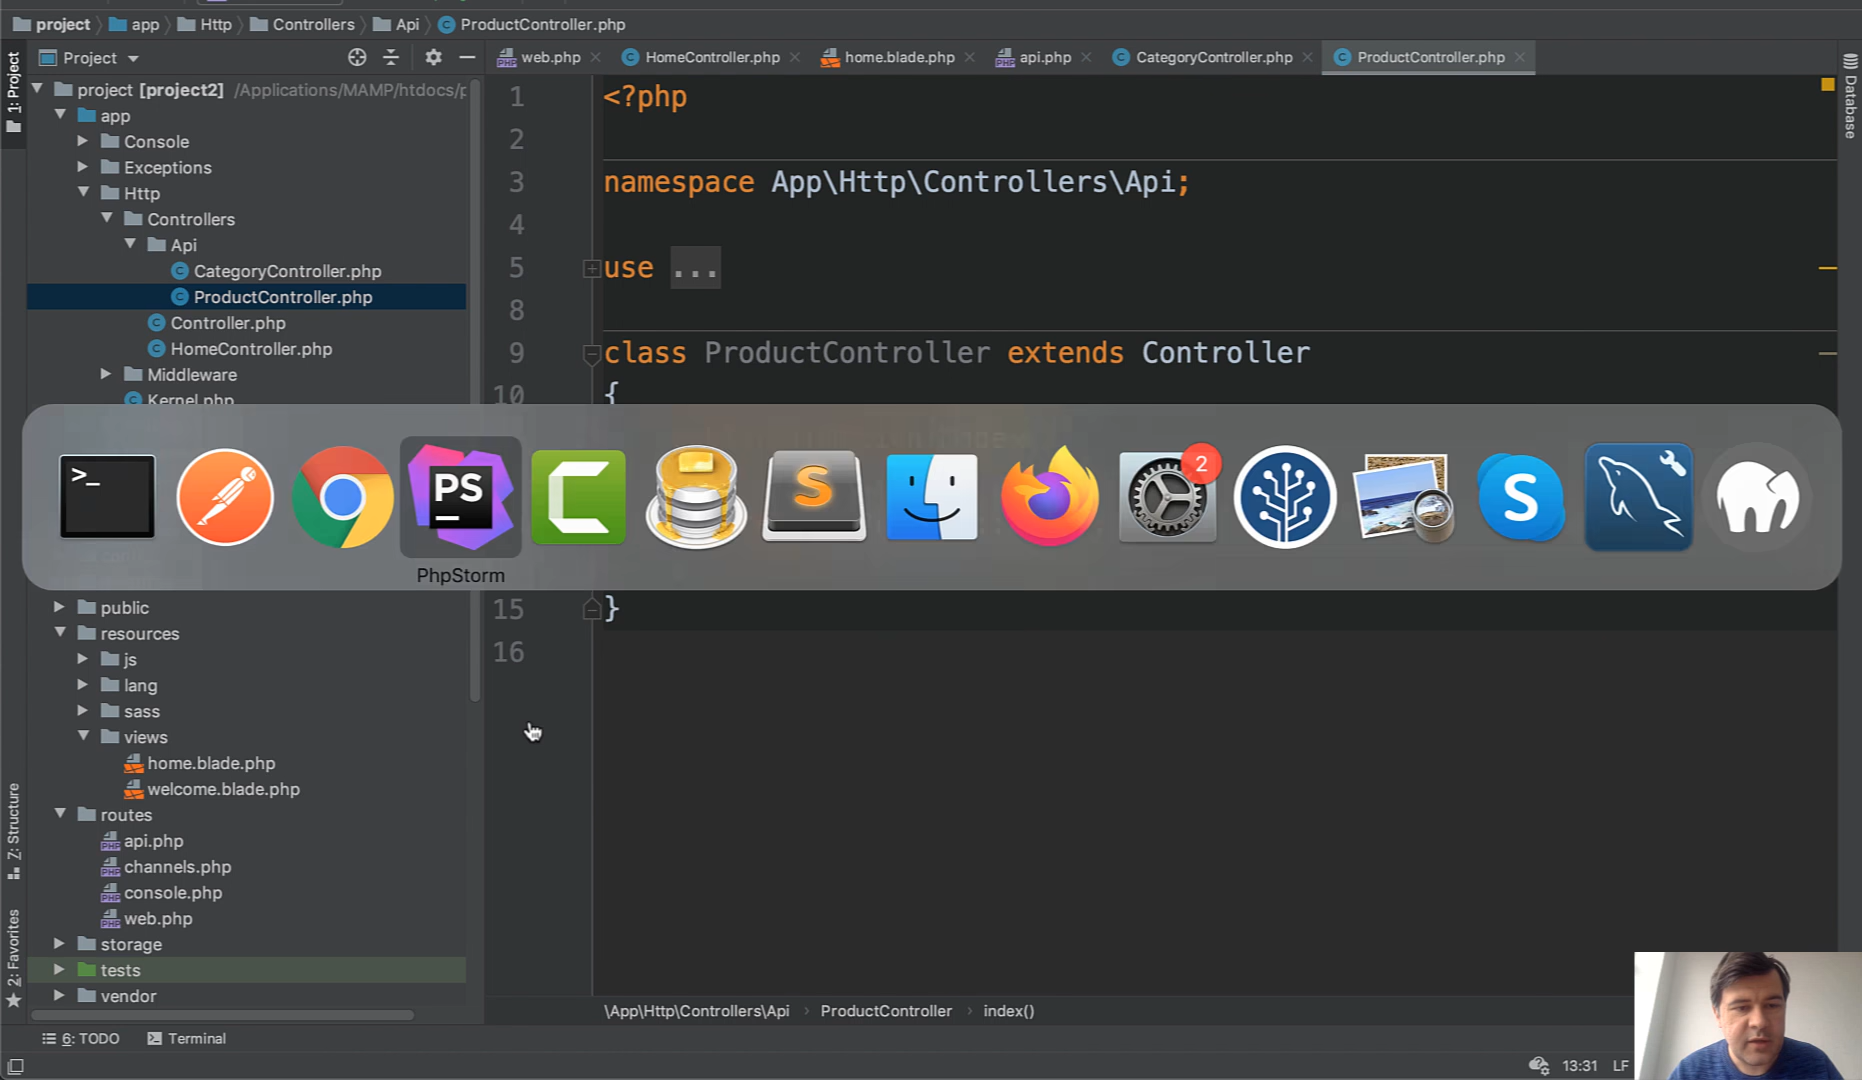 project app Http Controllers Api ProductController.php
Project
web.php HomeController.php home.blade.php api.php CategoryController.php ProductController.php
1: Project
Database
project [project2] /Applications/MAMP/htdocs/p
app
Console
Exceptions
Http
Controllers
Api
CategoryController.php
ProductController.php
Controller.php
HomeController.php
Middleware
Kernel.php
1 <?php
2
3 namespace App\Http\Controllers\Api;
4
5 use ...
8
9 class ProductController extends Controller
10 {
>_
PS
S
2
S
PhpStorm
15 }
16
public
resources
js
lang
sass
views
home.blade.php
welcome.blade.php
routes
api.php
channels.php
console.php
web.php
storage
tests
vendor
Z: Structure
2: Favorites
\App\Http\Controllers\Api › ProductController › index()
6: TODO Terminal
13:31 LF